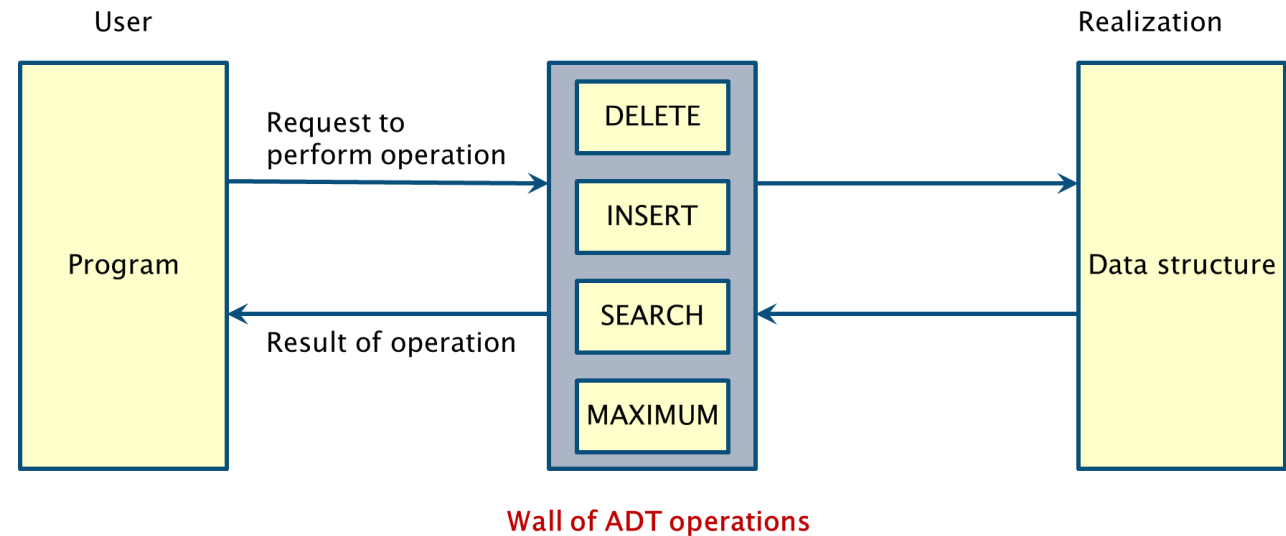 User
Realization
Program
Request to
perform operation
Result of operation
DELETE
INSERT
SEARCH
MAXIMUM
Data structure
Wall of ADT operations